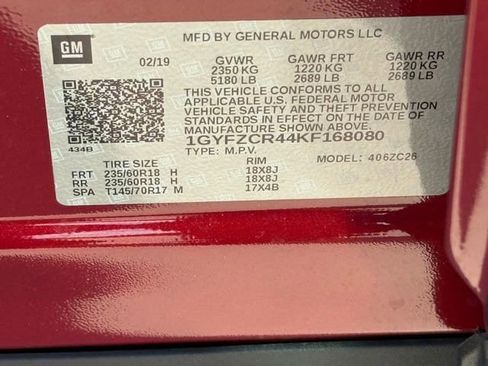 GM
MFD BY GENERAL MOTORS LLC
02/19 GVWR GAWR FRT GAWR RR
2350 KG 1220 KG 1220 KG
5180 LB 2689 LB 2689 LB
THIS VEHICLE CONFORMS TO ALL
APPLICABLE U.S. FEDERAL MOTOR
VEHICLE SAFETY AND THEFT PREVENTION
STANDARDS IN EFFECT ON THE DATE OF
MANUFACTURE SHOWN ABOVE.
1GYFZCR44KF168080
434B TYPE: M.P.V. MODEL: 406ZC26
TIRE SIZE RIM
FRT 235/60R18 H 18X8J
RR 235/60R18 H 18X8J
SPA T145/70R17 M 17X4B